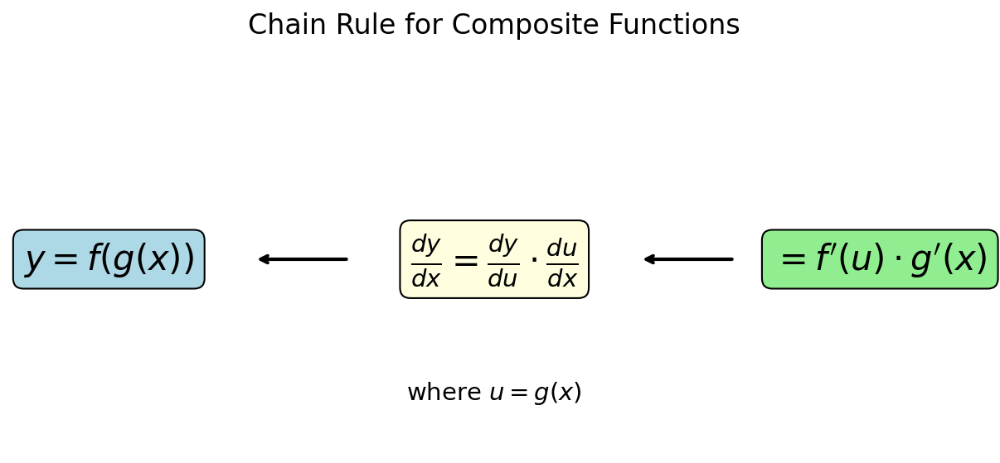 Chain Rule for Composite Functions
y = f(g(x))
dy/dx = dy/du · du/dx
= f′(u) · g′(x)
where u = g(x)